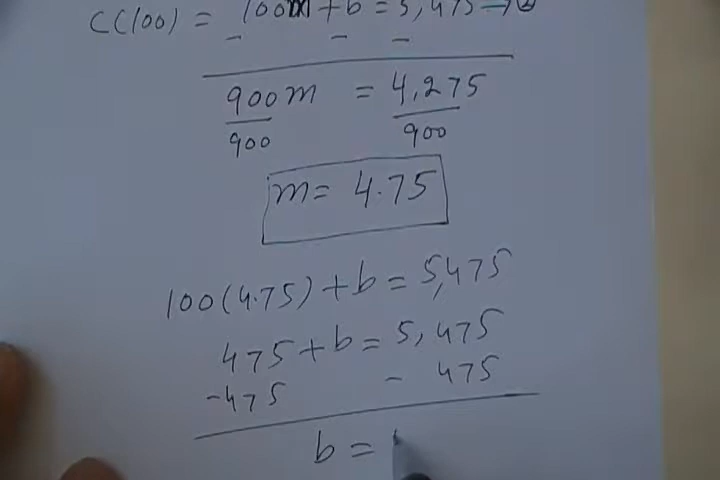 C(100) = 100m + b = 5,475 → ②
- - -
900m = 4,275
900 900
m = 4.75
100(4.75) + b = 5,475
475 + b = 5,475
-475 - 475
b =